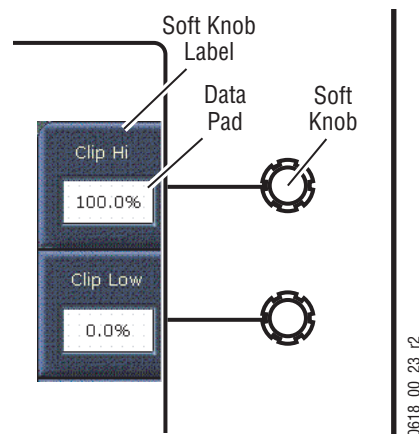 Soft Knob
Label
Data
Pad
Soft
Knob
Clip Hi
100.0%
Clip Low
0.0%
0618_00_23_r2